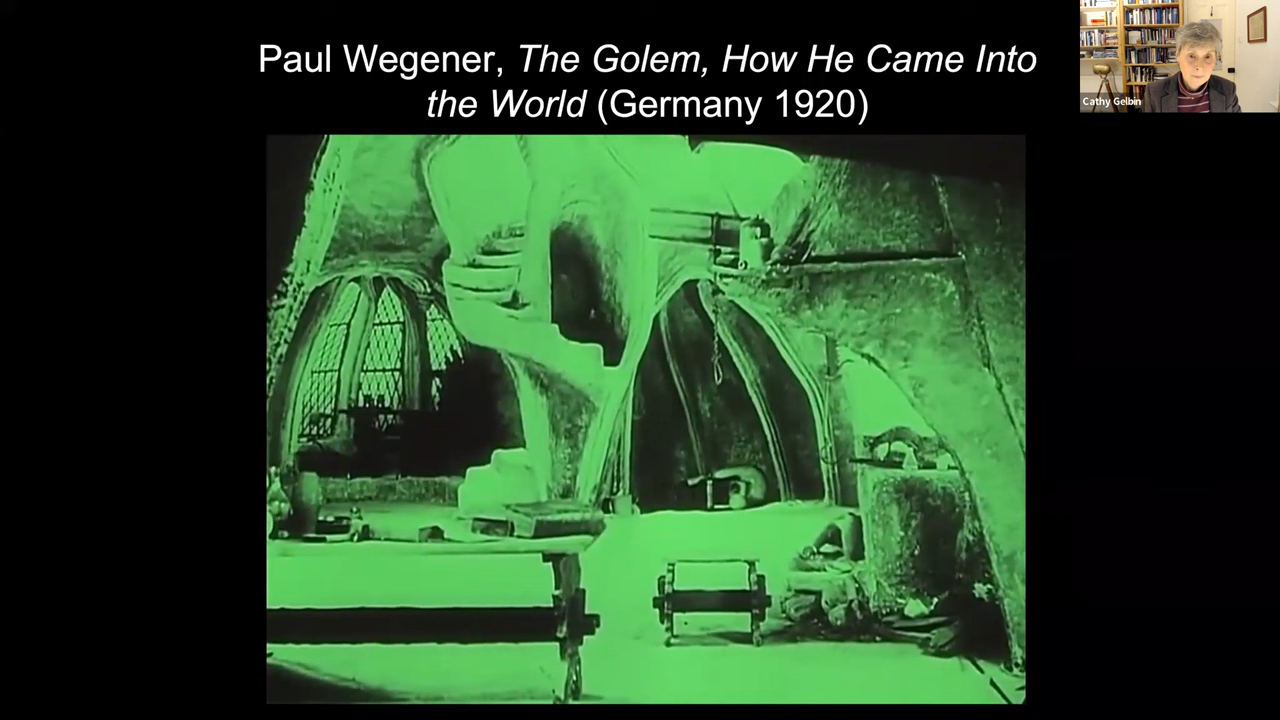 Paul Wegener, The Golem, How He Came Into
the World (Germany 1920)
Cathy Gelbin